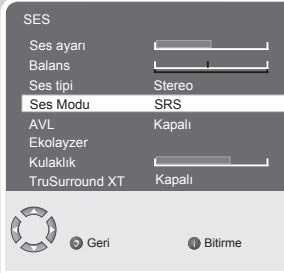 SES
Ses ayarı
Balans
Ses tipi Stereo
Ses Modu SRS
AVL Kapalı
Ekolayzer
Kulaklık
TruSurround XT Kapalı
Geri i Bitirme